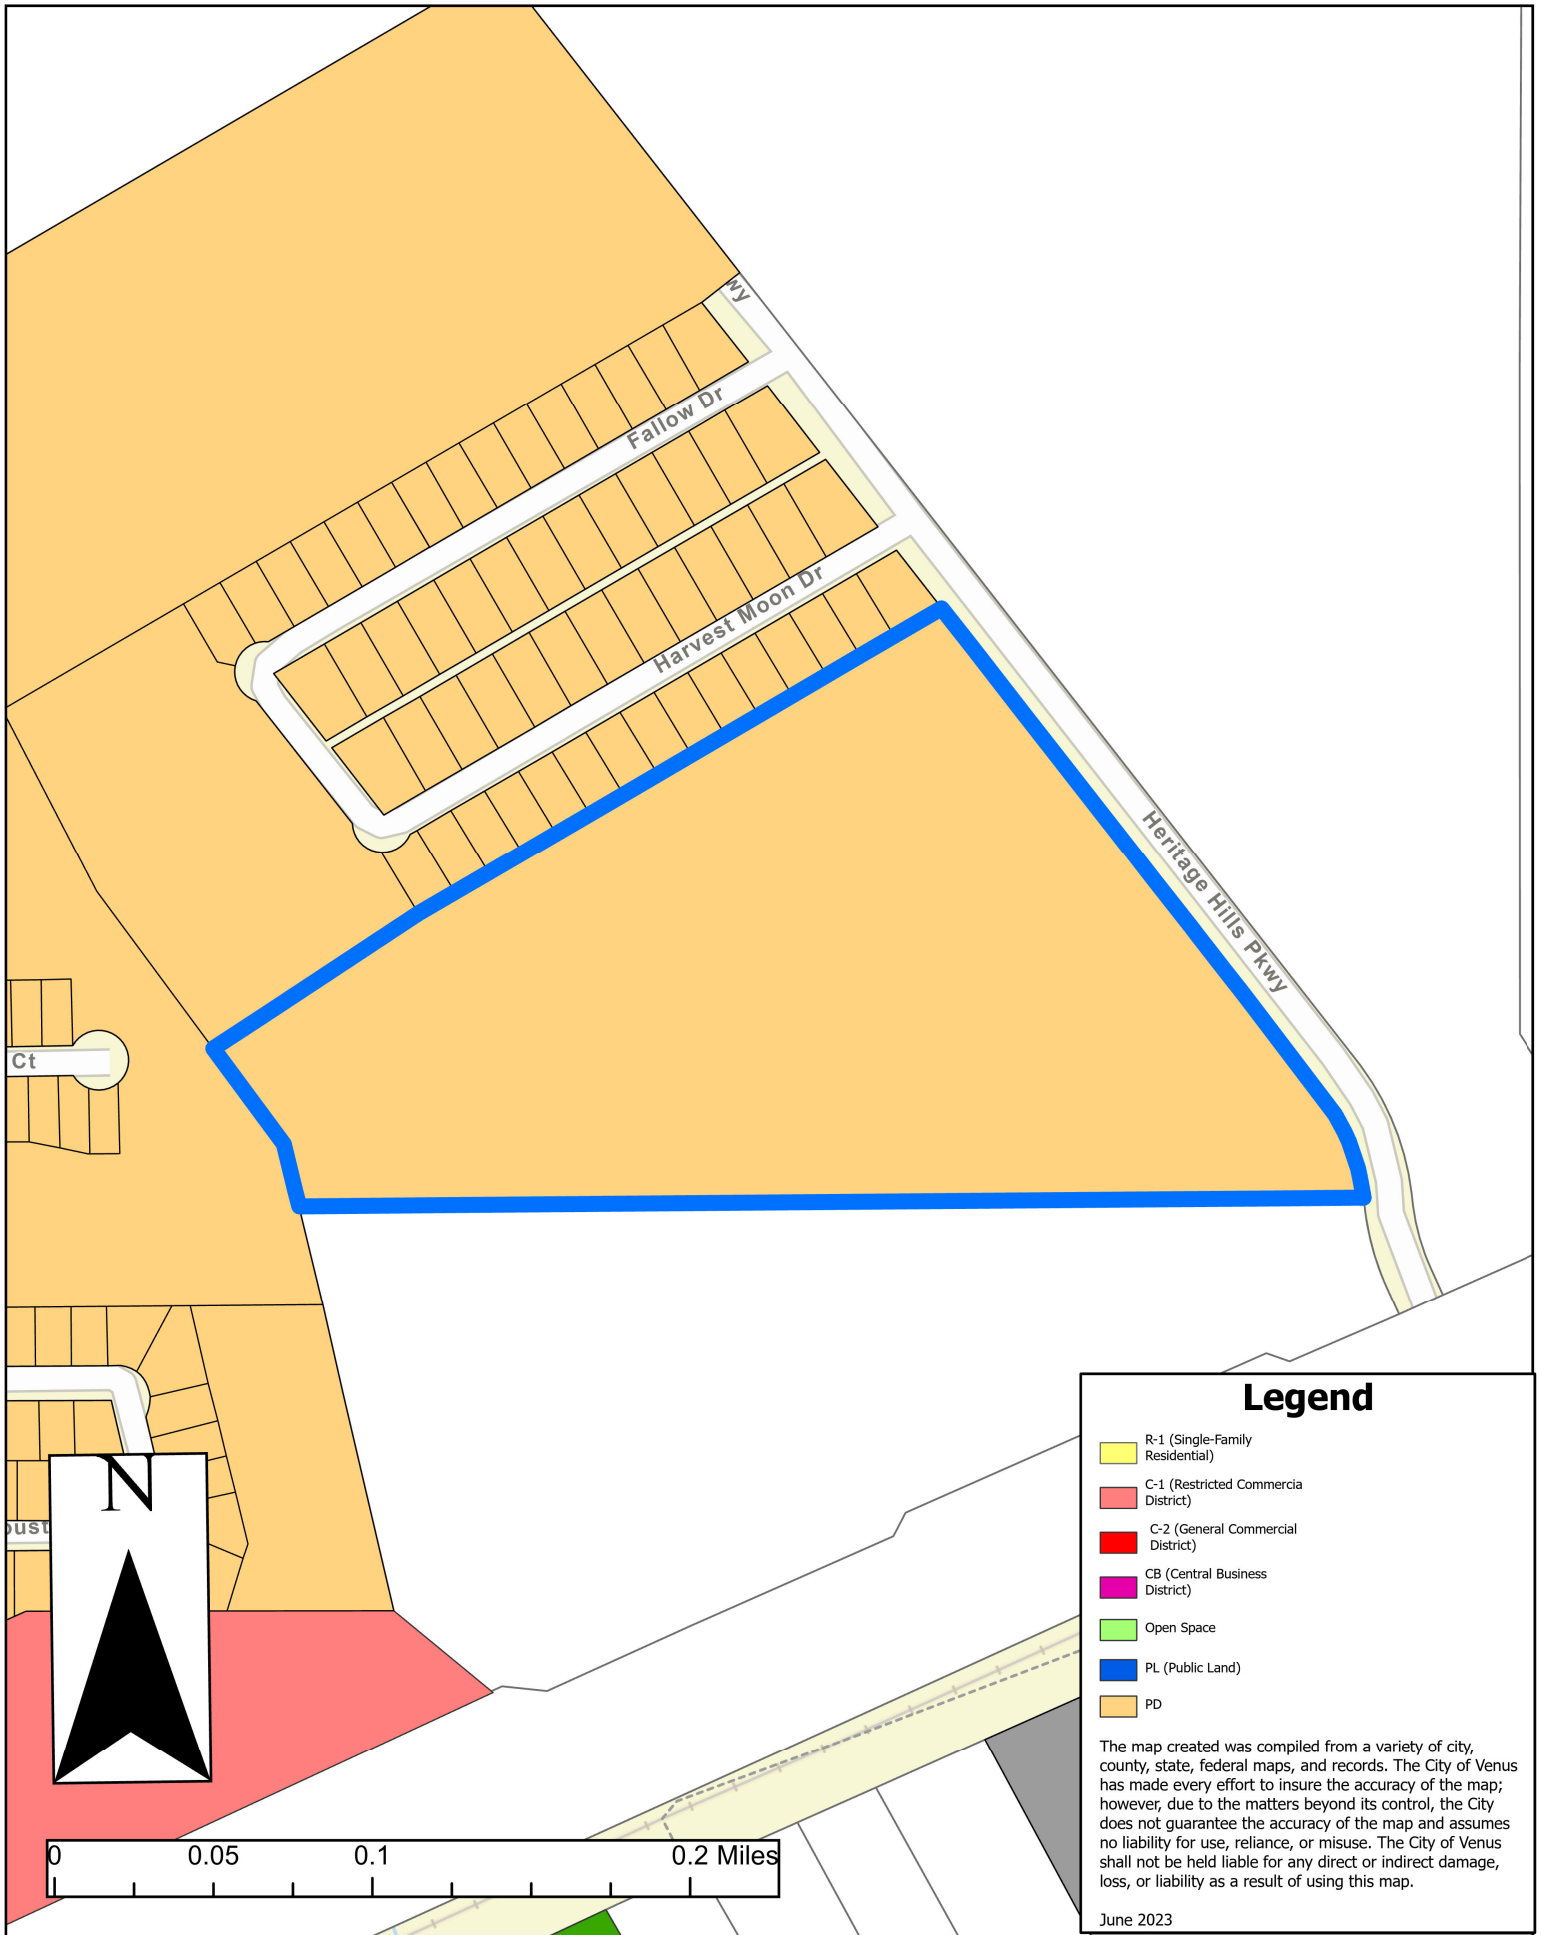 wy
Fallow Dr
Harvest Moon Dr
Heritage Hills Pkwy
Ct
oust
N
0 0.05 0.1 0.2 Miles
Legend
R-1 (Single-Family
Residential)
C-1 (Restricted Commercia
District)
C-2 (General Commercial
District)
CB (Central Business
District)
Open Space
PL (Public Land)
PD
The map created was compiled from a variety of city,
county, state, federal maps, and records. The City of Venus
has made every effort to insure the accuracy of the map;
however, due to the matters beyond its control, the City
does not guarantee the accuracy of the map and assumes
no liability for use, reliance, or misuse. The City of Venus
shall not be held liable for any direct or indirect damage,
loss, or liability as a result of using this map.
June 2023